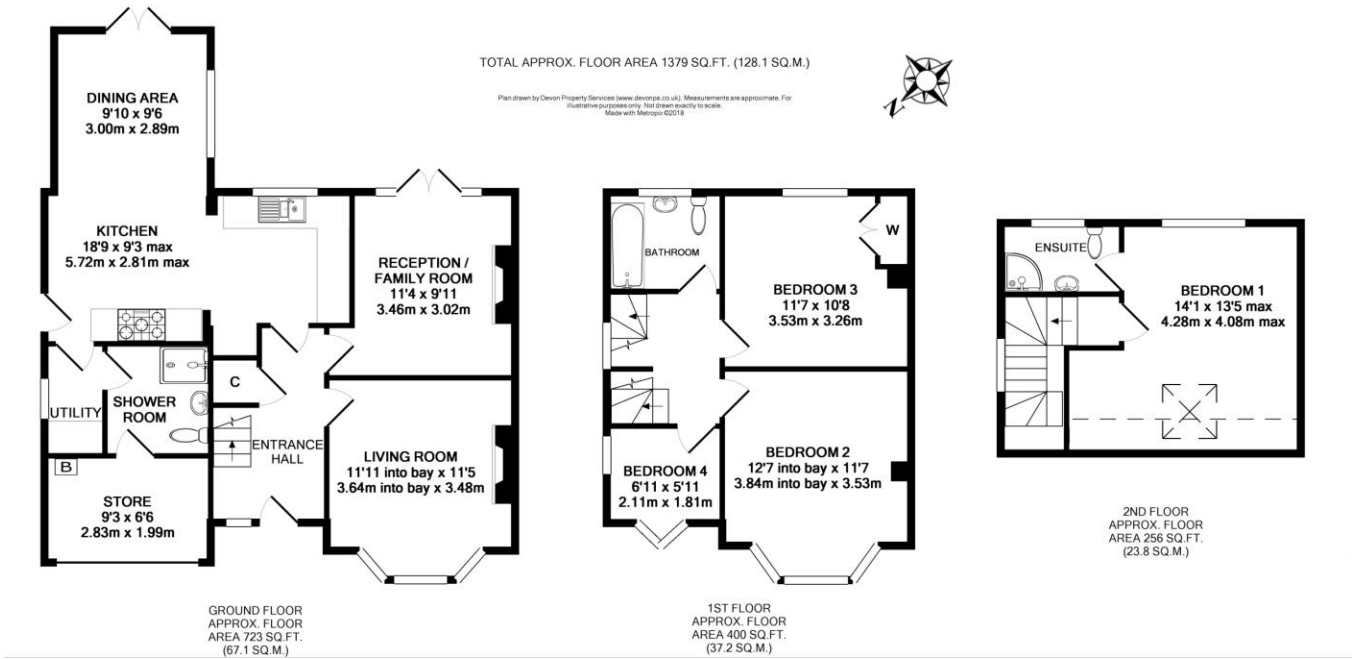 TOTAL APPROX. FLOOR AREA 1379 SQ.FT. (128.1 SQ.M.)
Plan drawn by Devon Property Services (www.devonps.co.uk). Measurements are approximate. For
illustrative purposes only. Not drawn exactly to scale.
Made with Metropix ©2018
N
DINING AREA
9'10 x 9'6
3.00m x 2.89m
KITCHEN
18'9 x 9'3 max
5.72m x 2.81m max
RECEPTION /
FAMILY ROOM
11'4 x 9'11
3.46m x 3.02m
C
UTILITY
SHOWER
ROOM
ENTRANCE
HALL
LIVING ROOM
11'11 into bay x 11'5
3.64m into bay x 3.48m
B
STORE
9'3 x 6'6
2.83m x 1.99m
GROUND FLOOR
APPROX. FLOOR
AREA 723 SQ.FT.
(67.1 SQ.M.)
BATHROOM
W
BEDROOM 3
11'7 x 10'8
3.53m x 3.26m
BEDROOM 4
6'11 x 5'11
2.11m x 1.81m
BEDROOM 2
12'7 into bay x 11'7
3.84m into bay x 3.53m
1ST FLOOR
APPROX. FLOOR
AREA 400 SQ.FT.
(37.2 SQ.M.)
ENSUITE
BEDROOM 1
14'1 x 13'5 max
4.28m x 4.08m max
2ND FLOOR
APPROX. FLOOR
AREA 256 SQ.FT.
(23.8 SQ.M.)